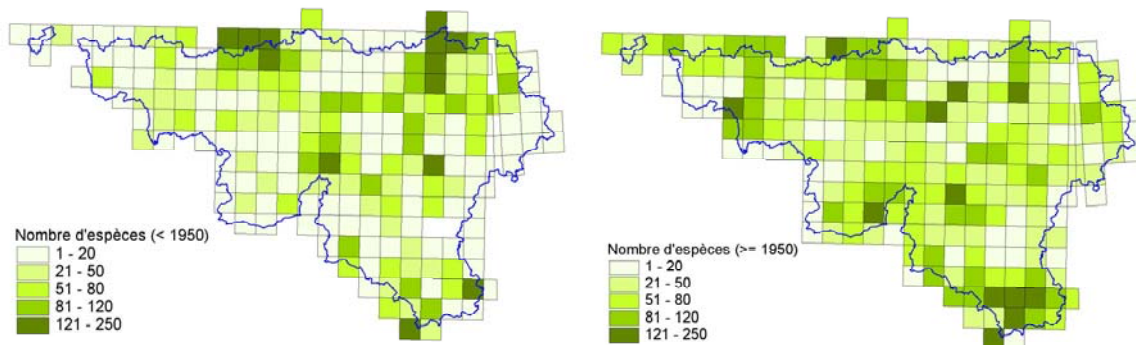 Nombre d'espèces (< 1950)
1 - 20
21 - 50
51 - 80
81 - 120
121 - 250
Nombre d'espèces (>= 1950)
1 - 20
21 - 50
51 - 80
81 - 120
121 - 250